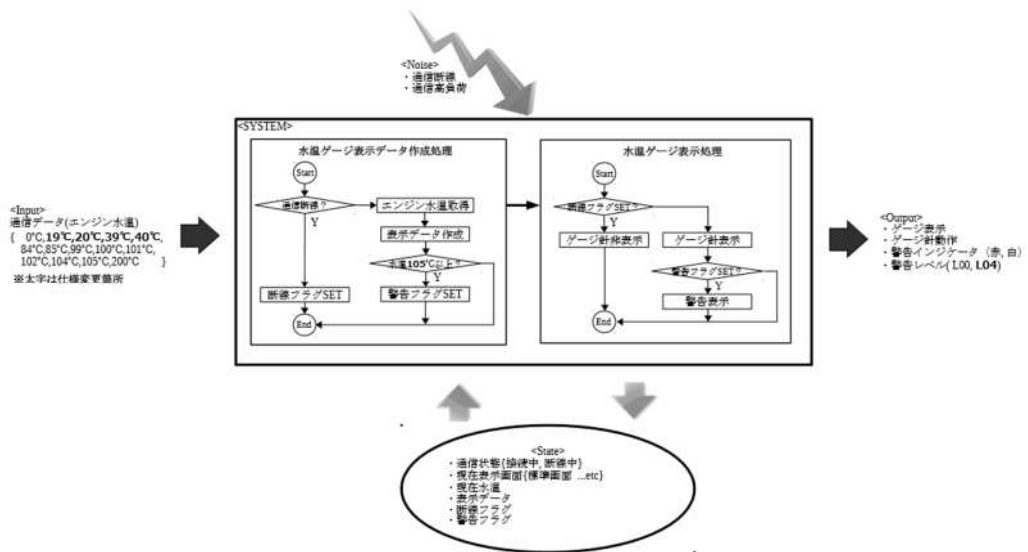 <Noise>
・通信断線
・通信高負荷
<SYSTEM>
水温ゲージ表示データ作成処理
Start
通信断線？
Y
エンジン水温取得
表示データ作成
水温105℃以上？
Y
断線フラグSET
警告フラグSET
End
水温ゲージ表示処理
Start
断線フラグSET？
Y
ゲージ計非表示
ゲージ計表示
警告フラグSET？
Y
警告表示
End
<Input>
通信データ(エンジン水温)
{ 0℃,19℃,20℃,39℃,40℃,
84℃,85℃,99℃,100℃,101℃,
102℃,104℃,105℃,200℃ }
※太字は仕様変更箇所
<Output>
・ゲージ表示
・ゲージ計動作
・警告インジケータ（赤, 白）
・警告レベル( L00, L04)
<State>
・通信状態{接続中, 断線中}
・現在表示画面{標準画面 ...etc}
・現在水温
・表示データ
・断線フラグ
・警告フラグ